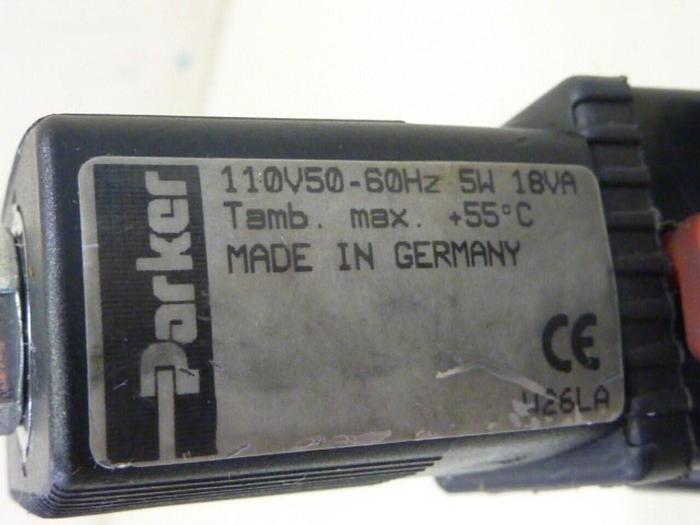 Parker
110V50-60Hz 5W 18VA
Tamb. max. +55°C
MADE IN GERMANY
CE
426LA